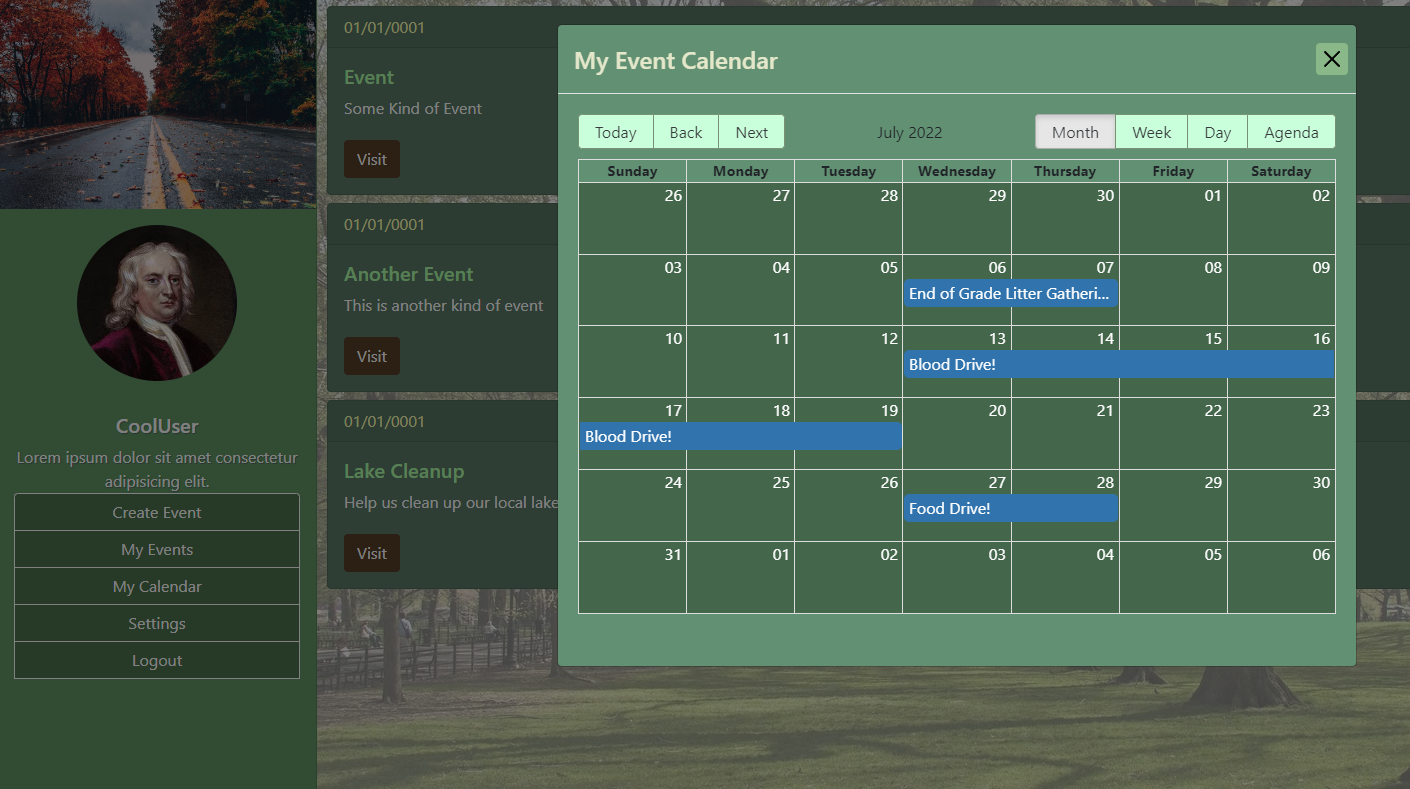 CoolUser
Lorem ipsum dolor sit amet consectetur
adipisicing elit.
Create Event
My Events
My Calendar
Settings
Logout
01/01/0001
Event
Some Kind of Event
Visit
01/01/0001
Another Event
This is another kind of event
Visit
01/01/0001
Lake Cleanup
Help us clean up our local lake
Visit
My Event Calendar
Today Back Next July 2022 Month Week Day Agenda
Sunday Monday Tuesday Wednesday Thursday Friday Saturday
26 27 28 29 30 01 02
03 04 05 06 07 08 09
End of Grade Litter Gatheri...
10 11 12 13 14 15 16
Blood Drive!
17 18 19 20 21 22 23
Blood Drive!
24 25 26 27 28 29 30
Food Drive!
31 01 02 03 04 05 06